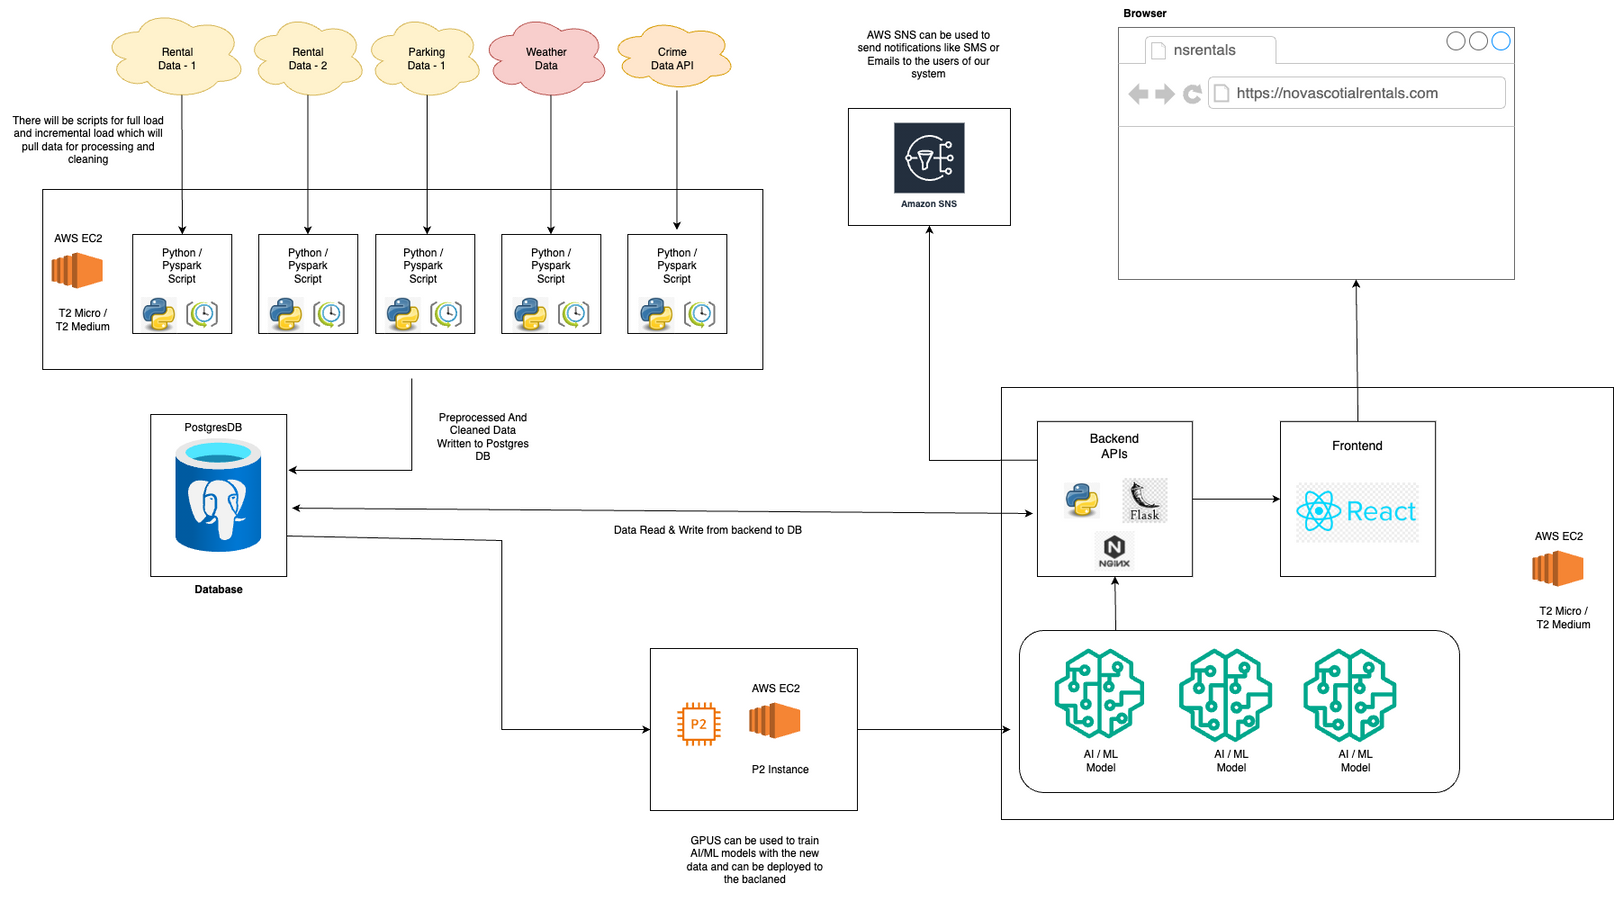 Browser
nsrentals
https://novascotialrentals.com
Rental
Data - 1
Rental
Data - 2
Parking
Data - 1
Weather
Data
Crime
Data API
AWS SNS can be used to
send notifications like SMS or
Emails to the users of our
system
There will be scripts for full load
and incremental load which will
pull data for processing and
cleaning
Amazon SNS
AWS EC2
T2 Micro /
T2 Medium
Python /
Pyspark
Script
Python /
Pyspark
Script
Python /
Pyspark
Script
Python /
Pyspark
Script
Python /
Pyspark
Script
PostgresDB
Database
Preprocessed And
Cleaned Data
Written to Postgres
DB
Data Read & Write from backend to DB
Backend
APIs
Flask
NGINX
Frontend
React
AWS EC2
T2 Micro /
T2 Medium
AWS EC2
P2
P2 Instance
AI / ML
Model
AI / ML
Model
AI / ML
Model
GPUS can be used to train
AI/ML models with the new
data and can be deployed to
the baclaned